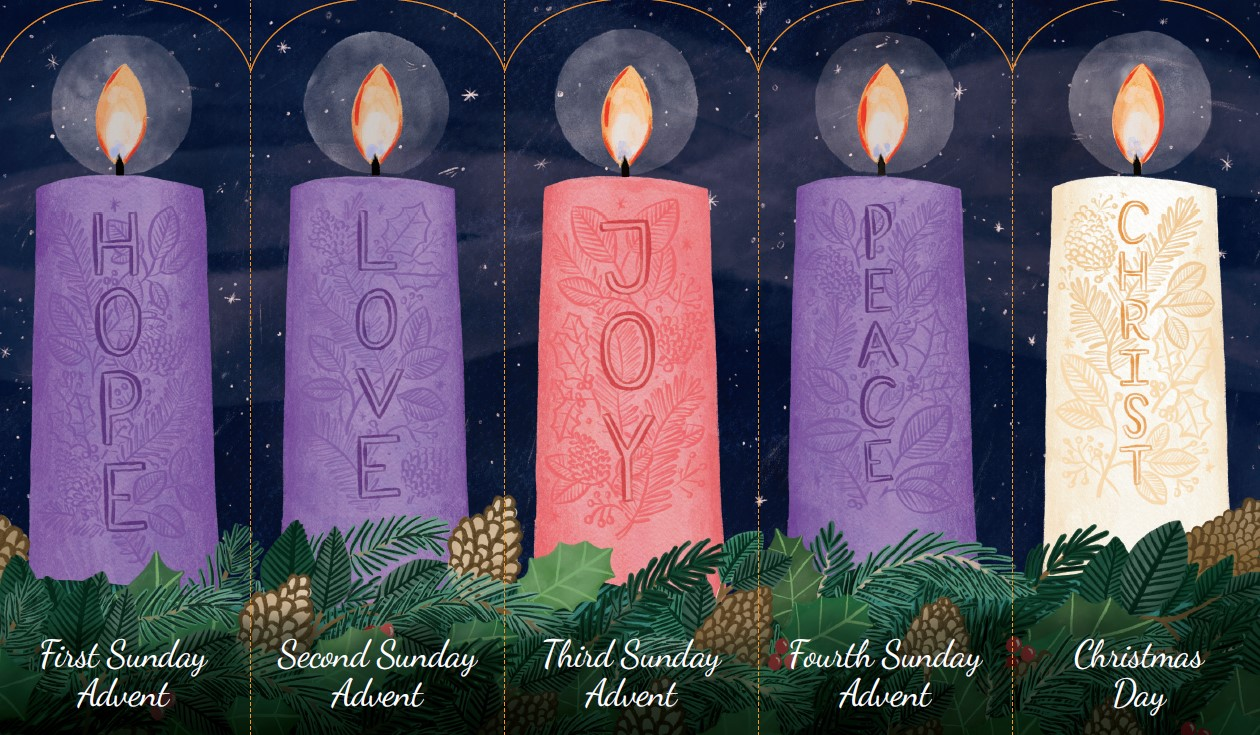 HOPE
First Sunday
Advent
LOVE
Second Sunday
Advent
JOY
Third Sunday
Advent
PEACE
Fourth Sunday
Advent
CHRIST
Christmas
Day